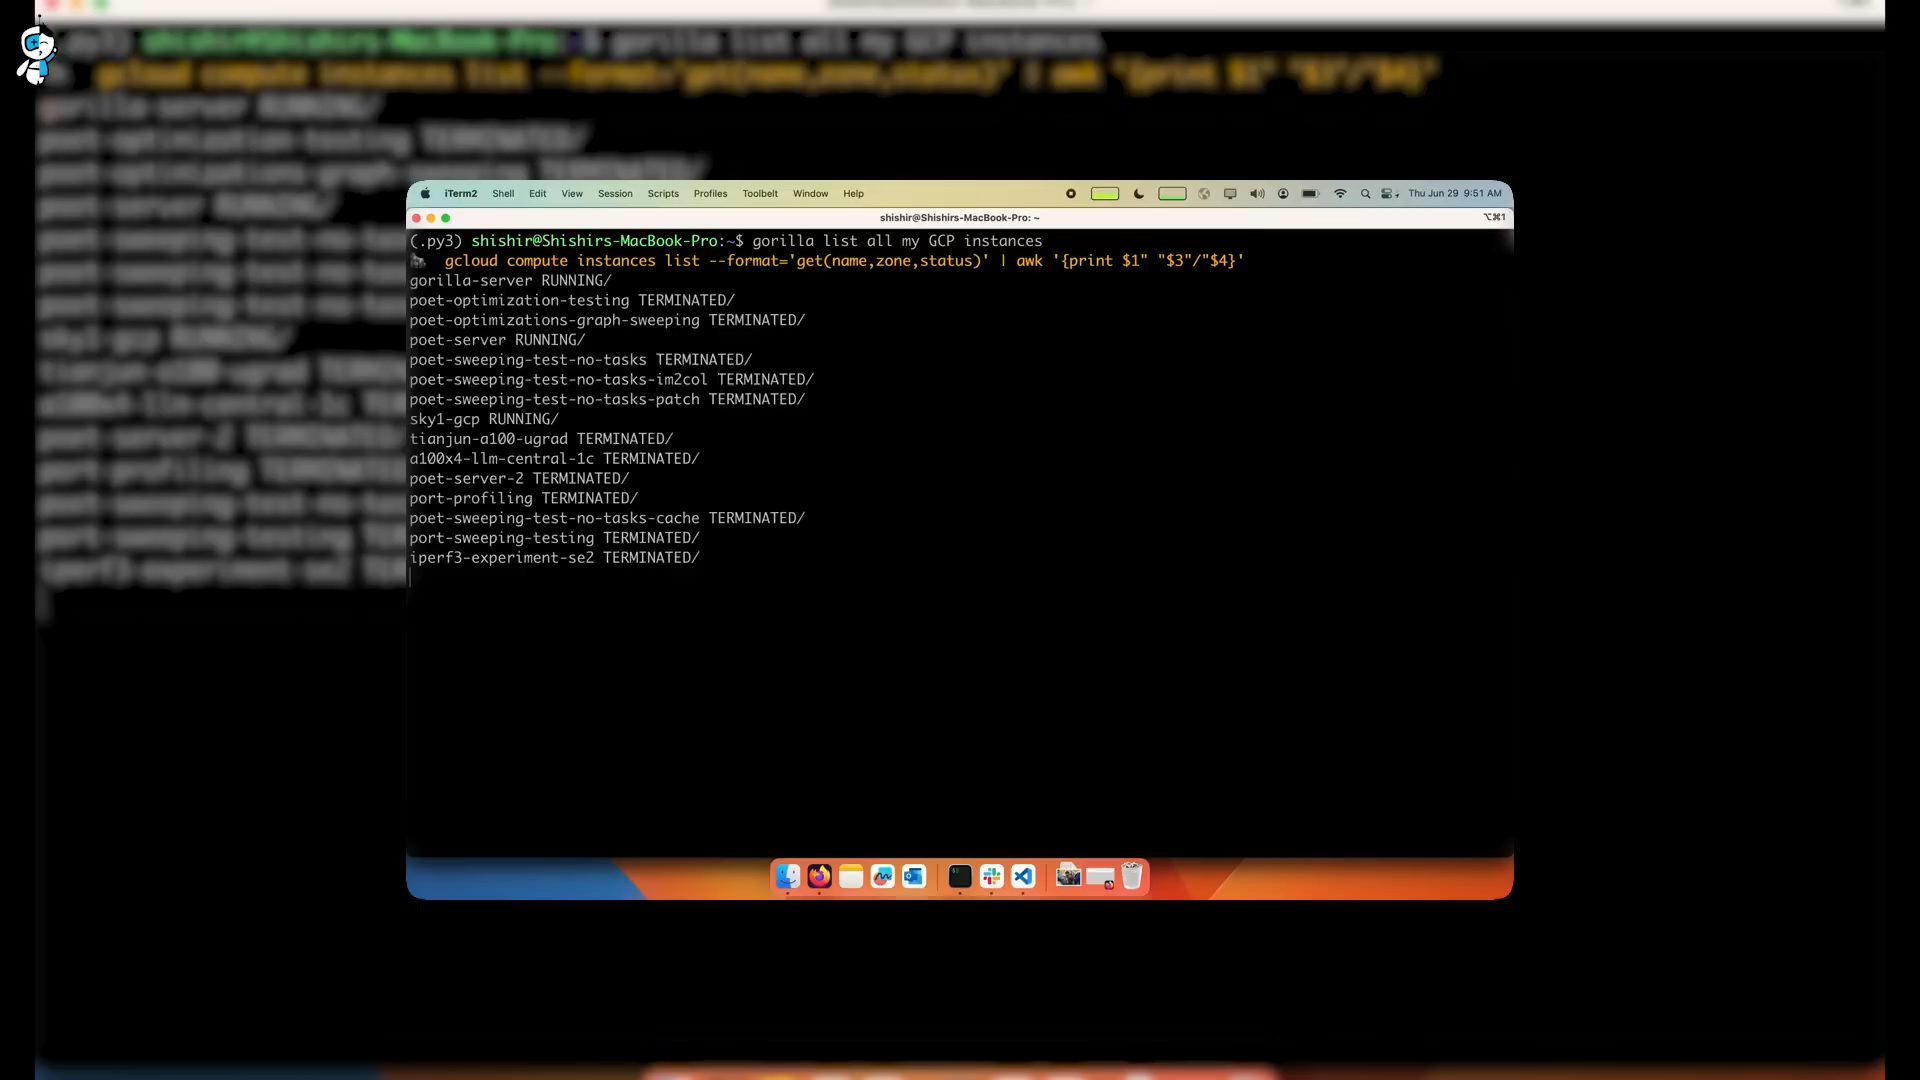 iTerm2 Shell Edit View Session Scripts Profiles Toolbelt Window Help Thu Jun 29 9:51 AM
shishir@Shishirs-MacBook-Pro: ~ ⌥⌘1
(.py3) shishir@Shishirs-MacBook-Pro:~$ gorilla list all my GCP instances
gcloud compute instances list --format='get(name,zone,status)' | awk '{print $1" "$3"/"$4}'
gorilla-server RUNNING/
poet-optimization-testing TERMINATED/
poet-optimizations-graph-sweeping TERMINATED/
poet-server RUNNING/
poet-sweeping-test-no-tasks TERMINATED/
poet-sweeping-test-no-tasks-im2col TERMINATED/
poet-sweeping-test-no-tasks-patch TERMINATED/
sky1-gcp RUNNING/
tianjun-a100-ugrad TERMINATED/
a100x4-llm-central-1c TERMINATED/
poet-server-2 TERMINATED/
port-profiling TERMINATED/
poet-sweeping-test-no-tasks-cache TERMINATED/
port-sweeping-testing TERMINATED/
iperf3-experiment-se2 TERMINATED/